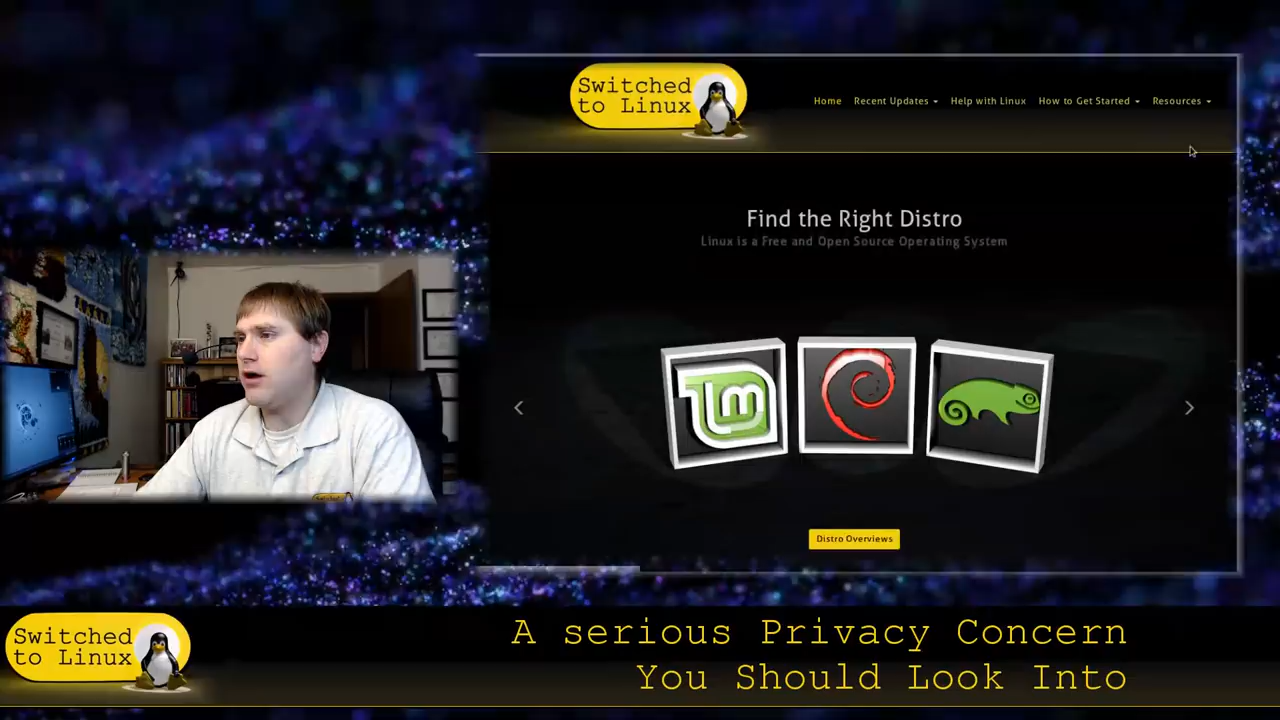 Switched
to Linux
Home Recent Updates Help with Linux How to Get Started Resources
Find the Right Distro
Linux is a Free and Open Source Operating System
Distro Overviews
Switched
to Linux
A serious Privacy Concern
You Should Look Into